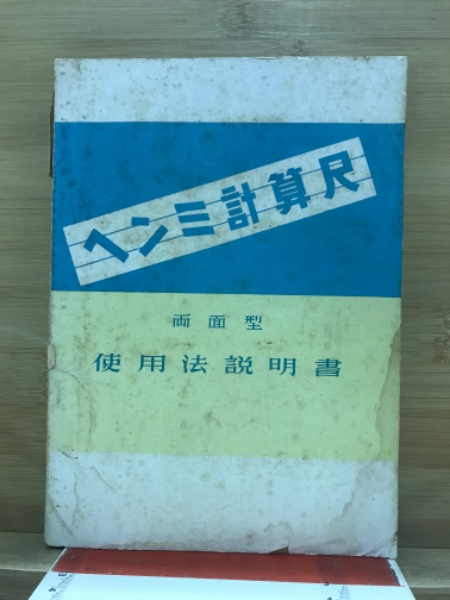 ヘンミ計算尺
両面型
使用法説明書